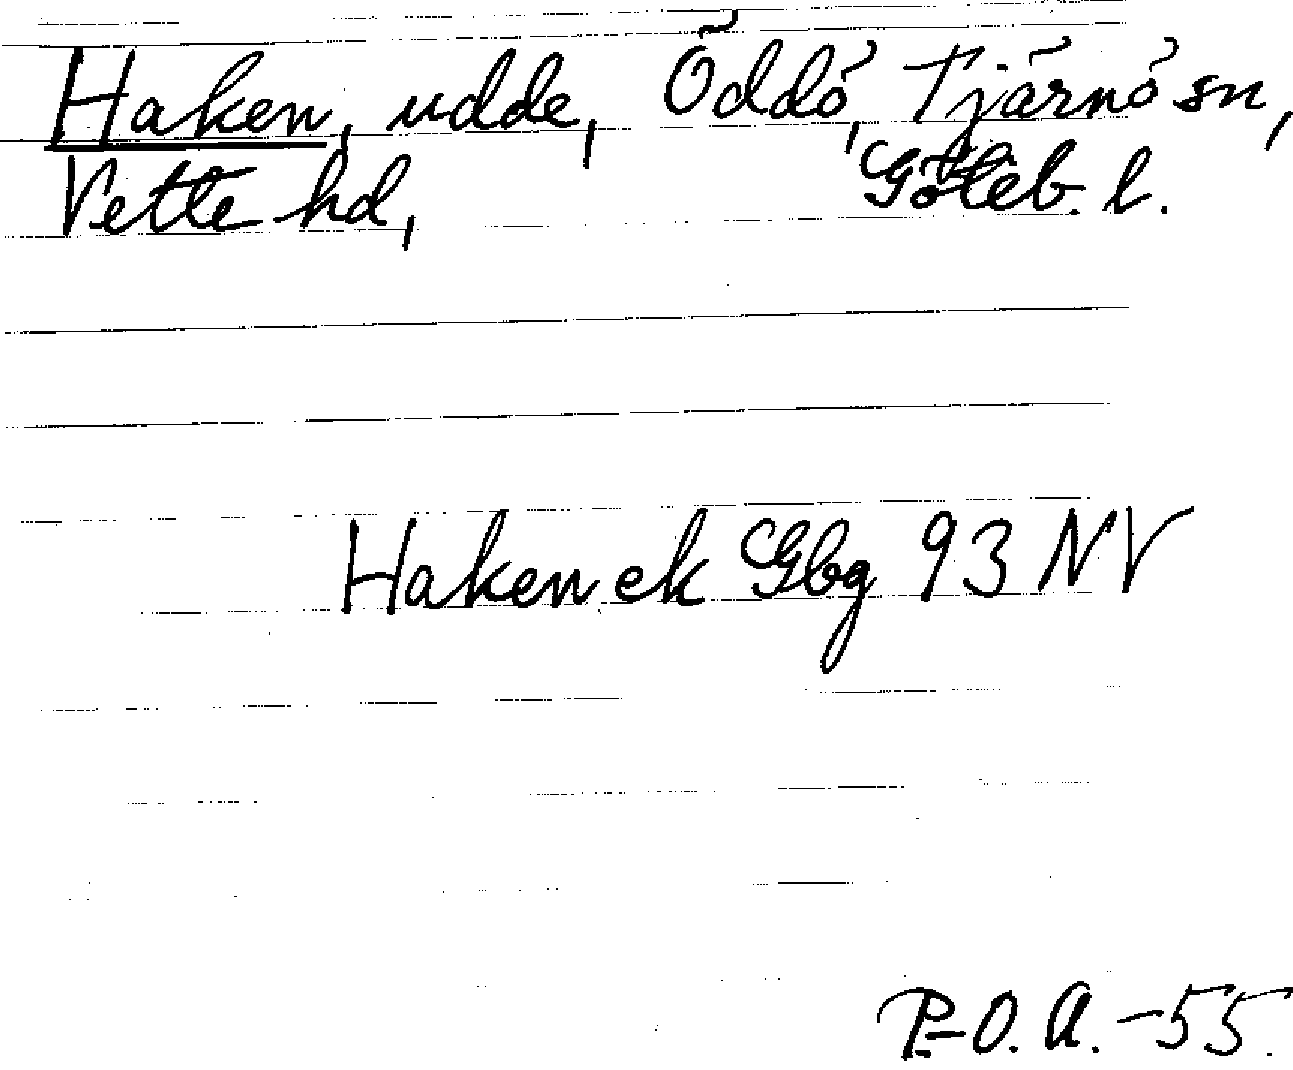 Haken, udde, Öddö, Tjärnö sn,
Vette hd, Göteb. l.
Haken ek Gbg 93 NV
P.-O. A. -55.